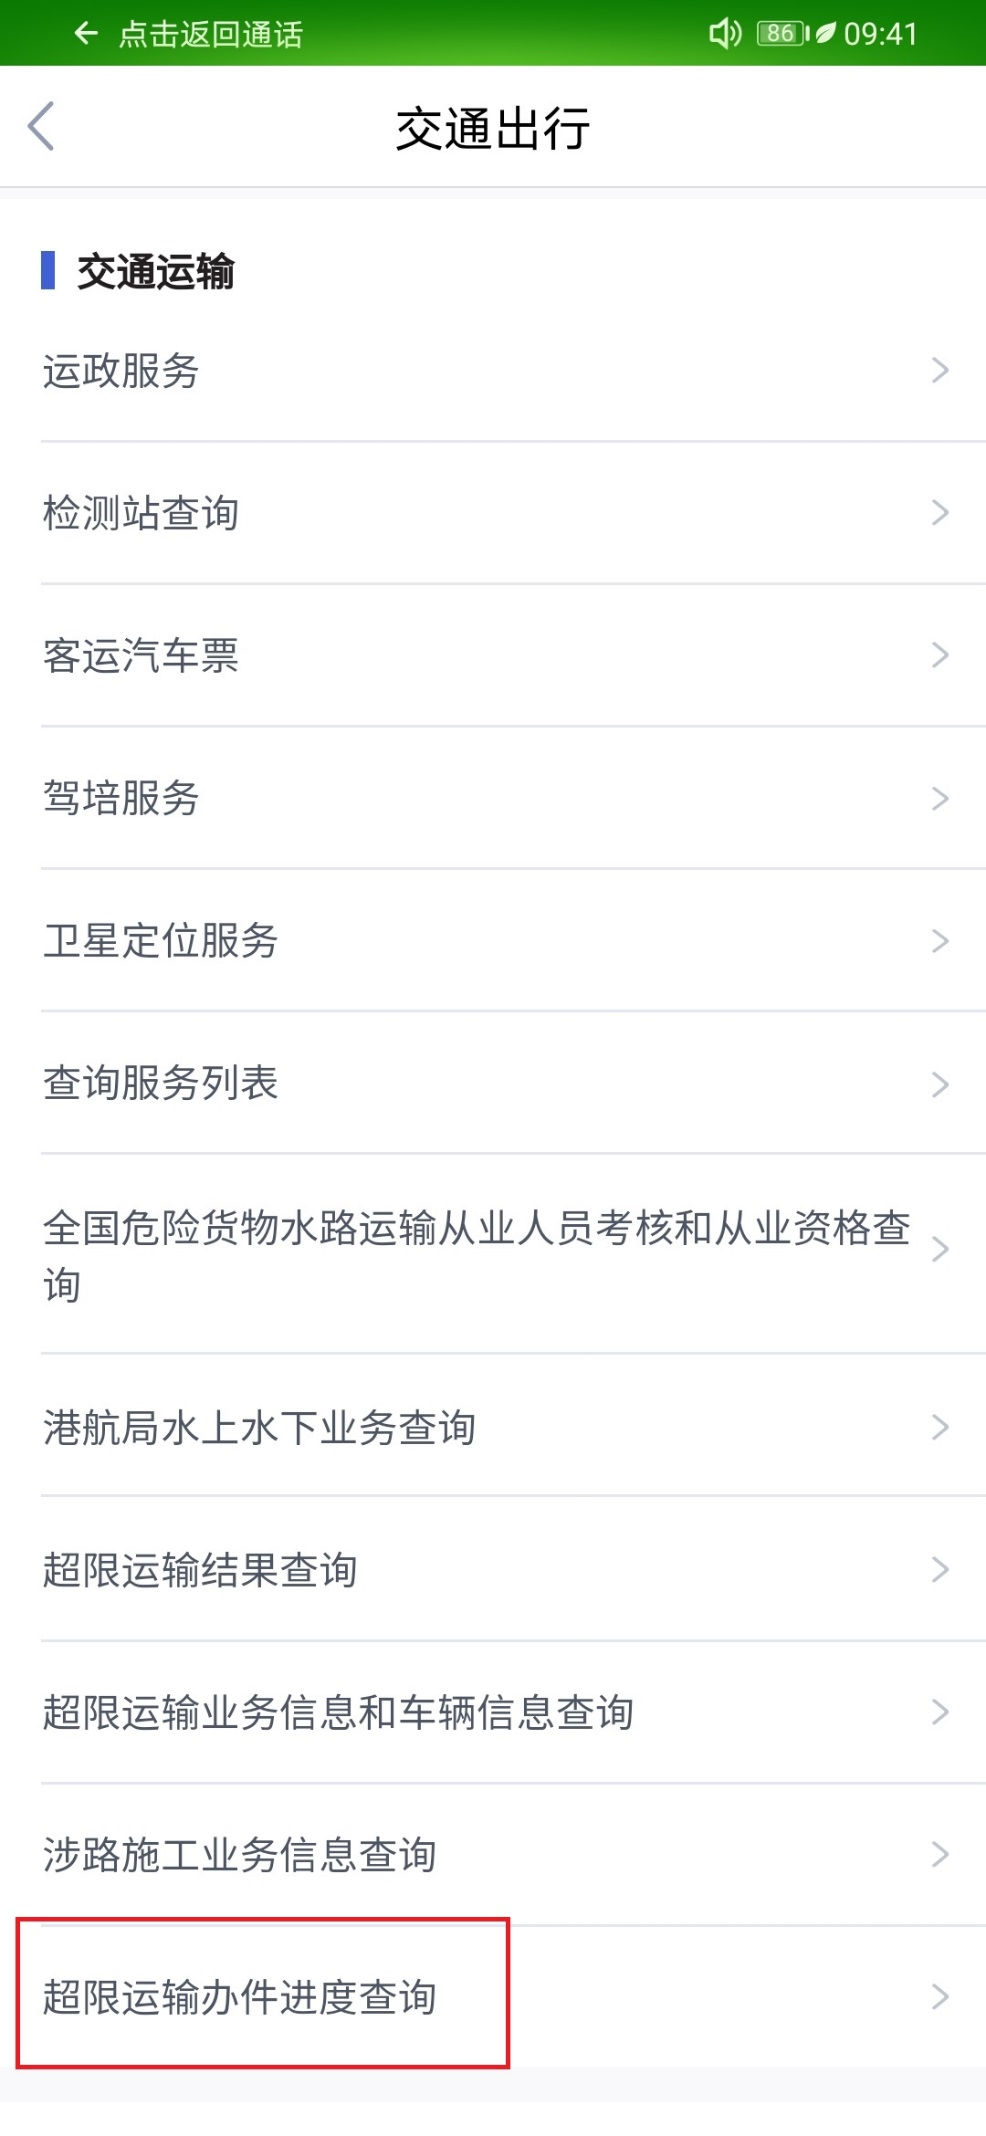 点击返回通话 86 09:41
交通出行
交通运输
运政服务
检测站查询
客运汽车票
驾培服务
卫星定位服务
查询服务列表
全国危险货物水路运输从业人员考核和从业资格查
询
港航局水上水下业务查询
超限运输结果查询
超限运输业务信息和车辆信息查询
涉路施工业务信息查询
超限运输办件进度查询